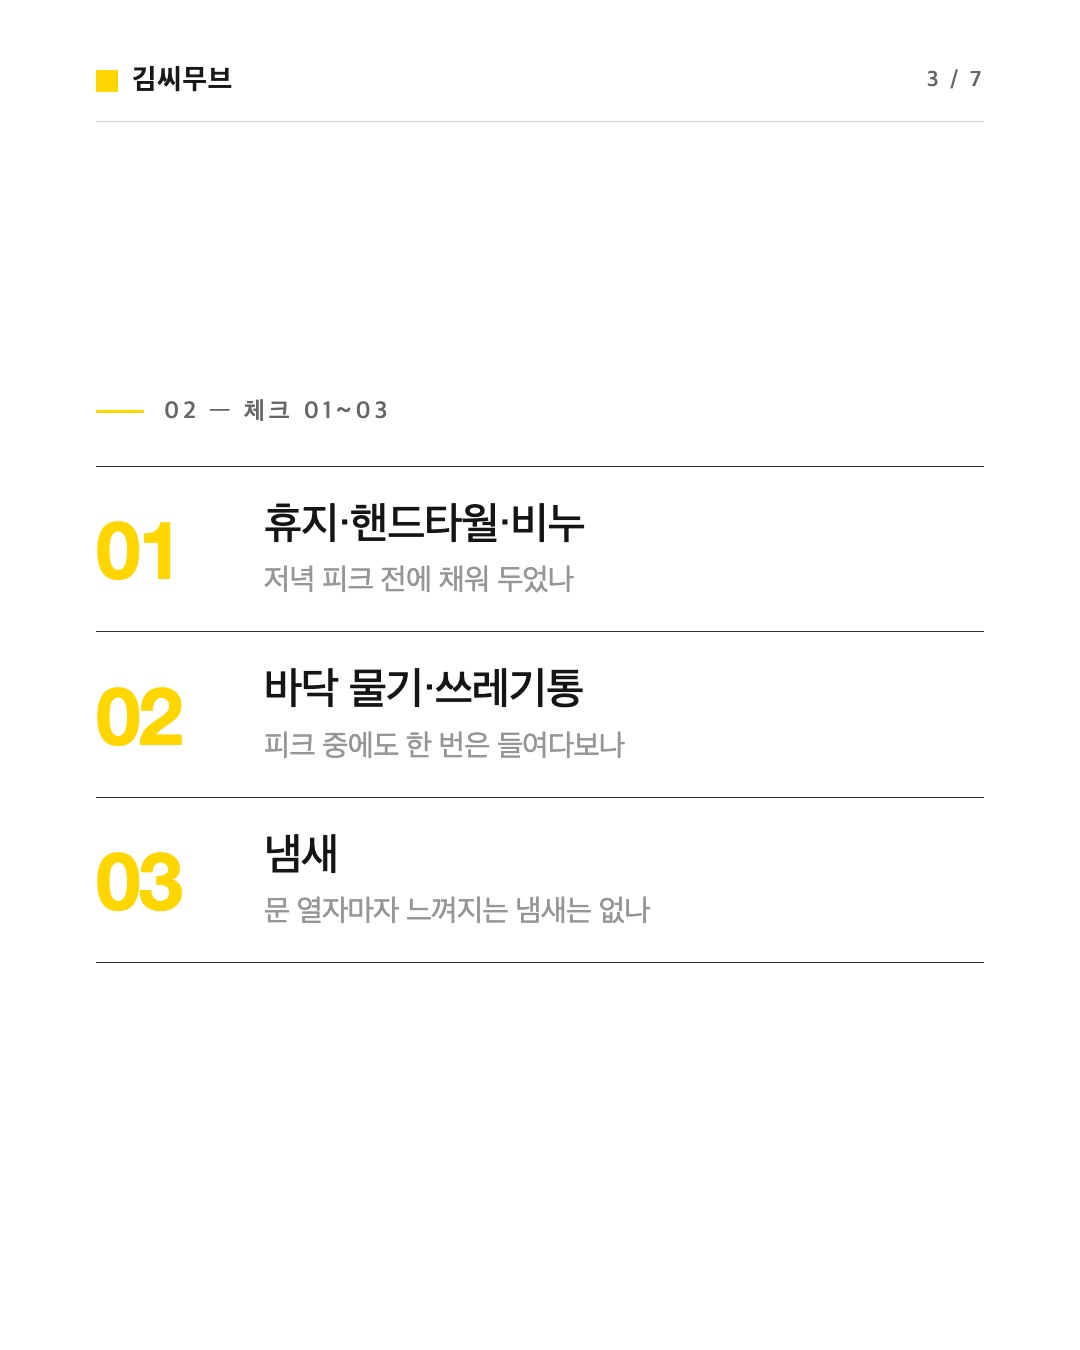 김씨무브
3 / 7
02 — 체크 01~03
01
휴지·핸드타월·비누
저녁 피크 전에 채워 두었나
02
바닥 물기·쓰레기통
피크 중에도 한 번은 들여다보나
03
냄새
문 열자마자 느껴지는 냄새는 없나